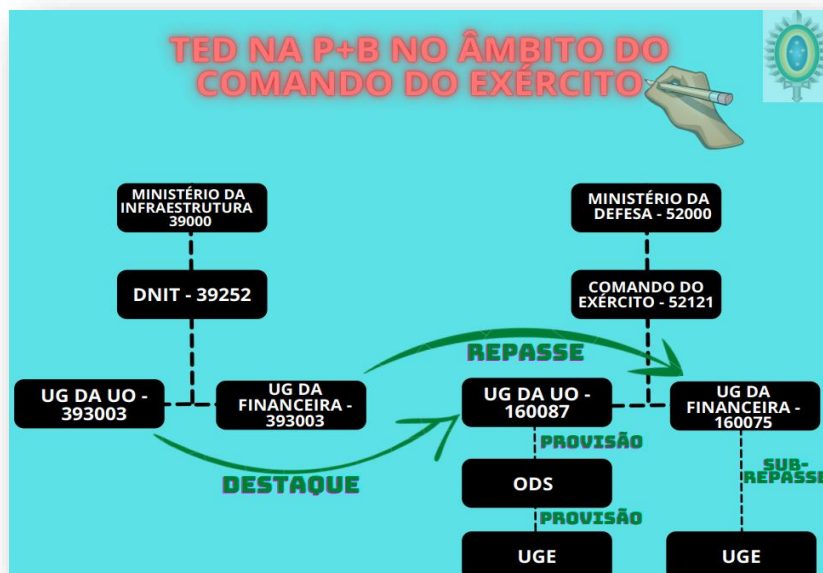 TED NA P+B NO ÂMBITO DO
COMANDO DO EXÉRCITO
MINISTÉRIO DA
INFRAESTRUTURA
39000
MINISTÉRIO DA
DEFESA - 52000
DNIT - 39252
COMANDO DO
EXÉRCITO - 52121
REPASSE
UG DA UO -
393003
UG DA
FINANCEIRA -
393003
UG DA UO -
160087
UG DA
FINANCEIRA -
160075
PROVISÃO
DESTAQUE
ODS
SUB-
REPASSE
PROVISÃO
UGE
UGE